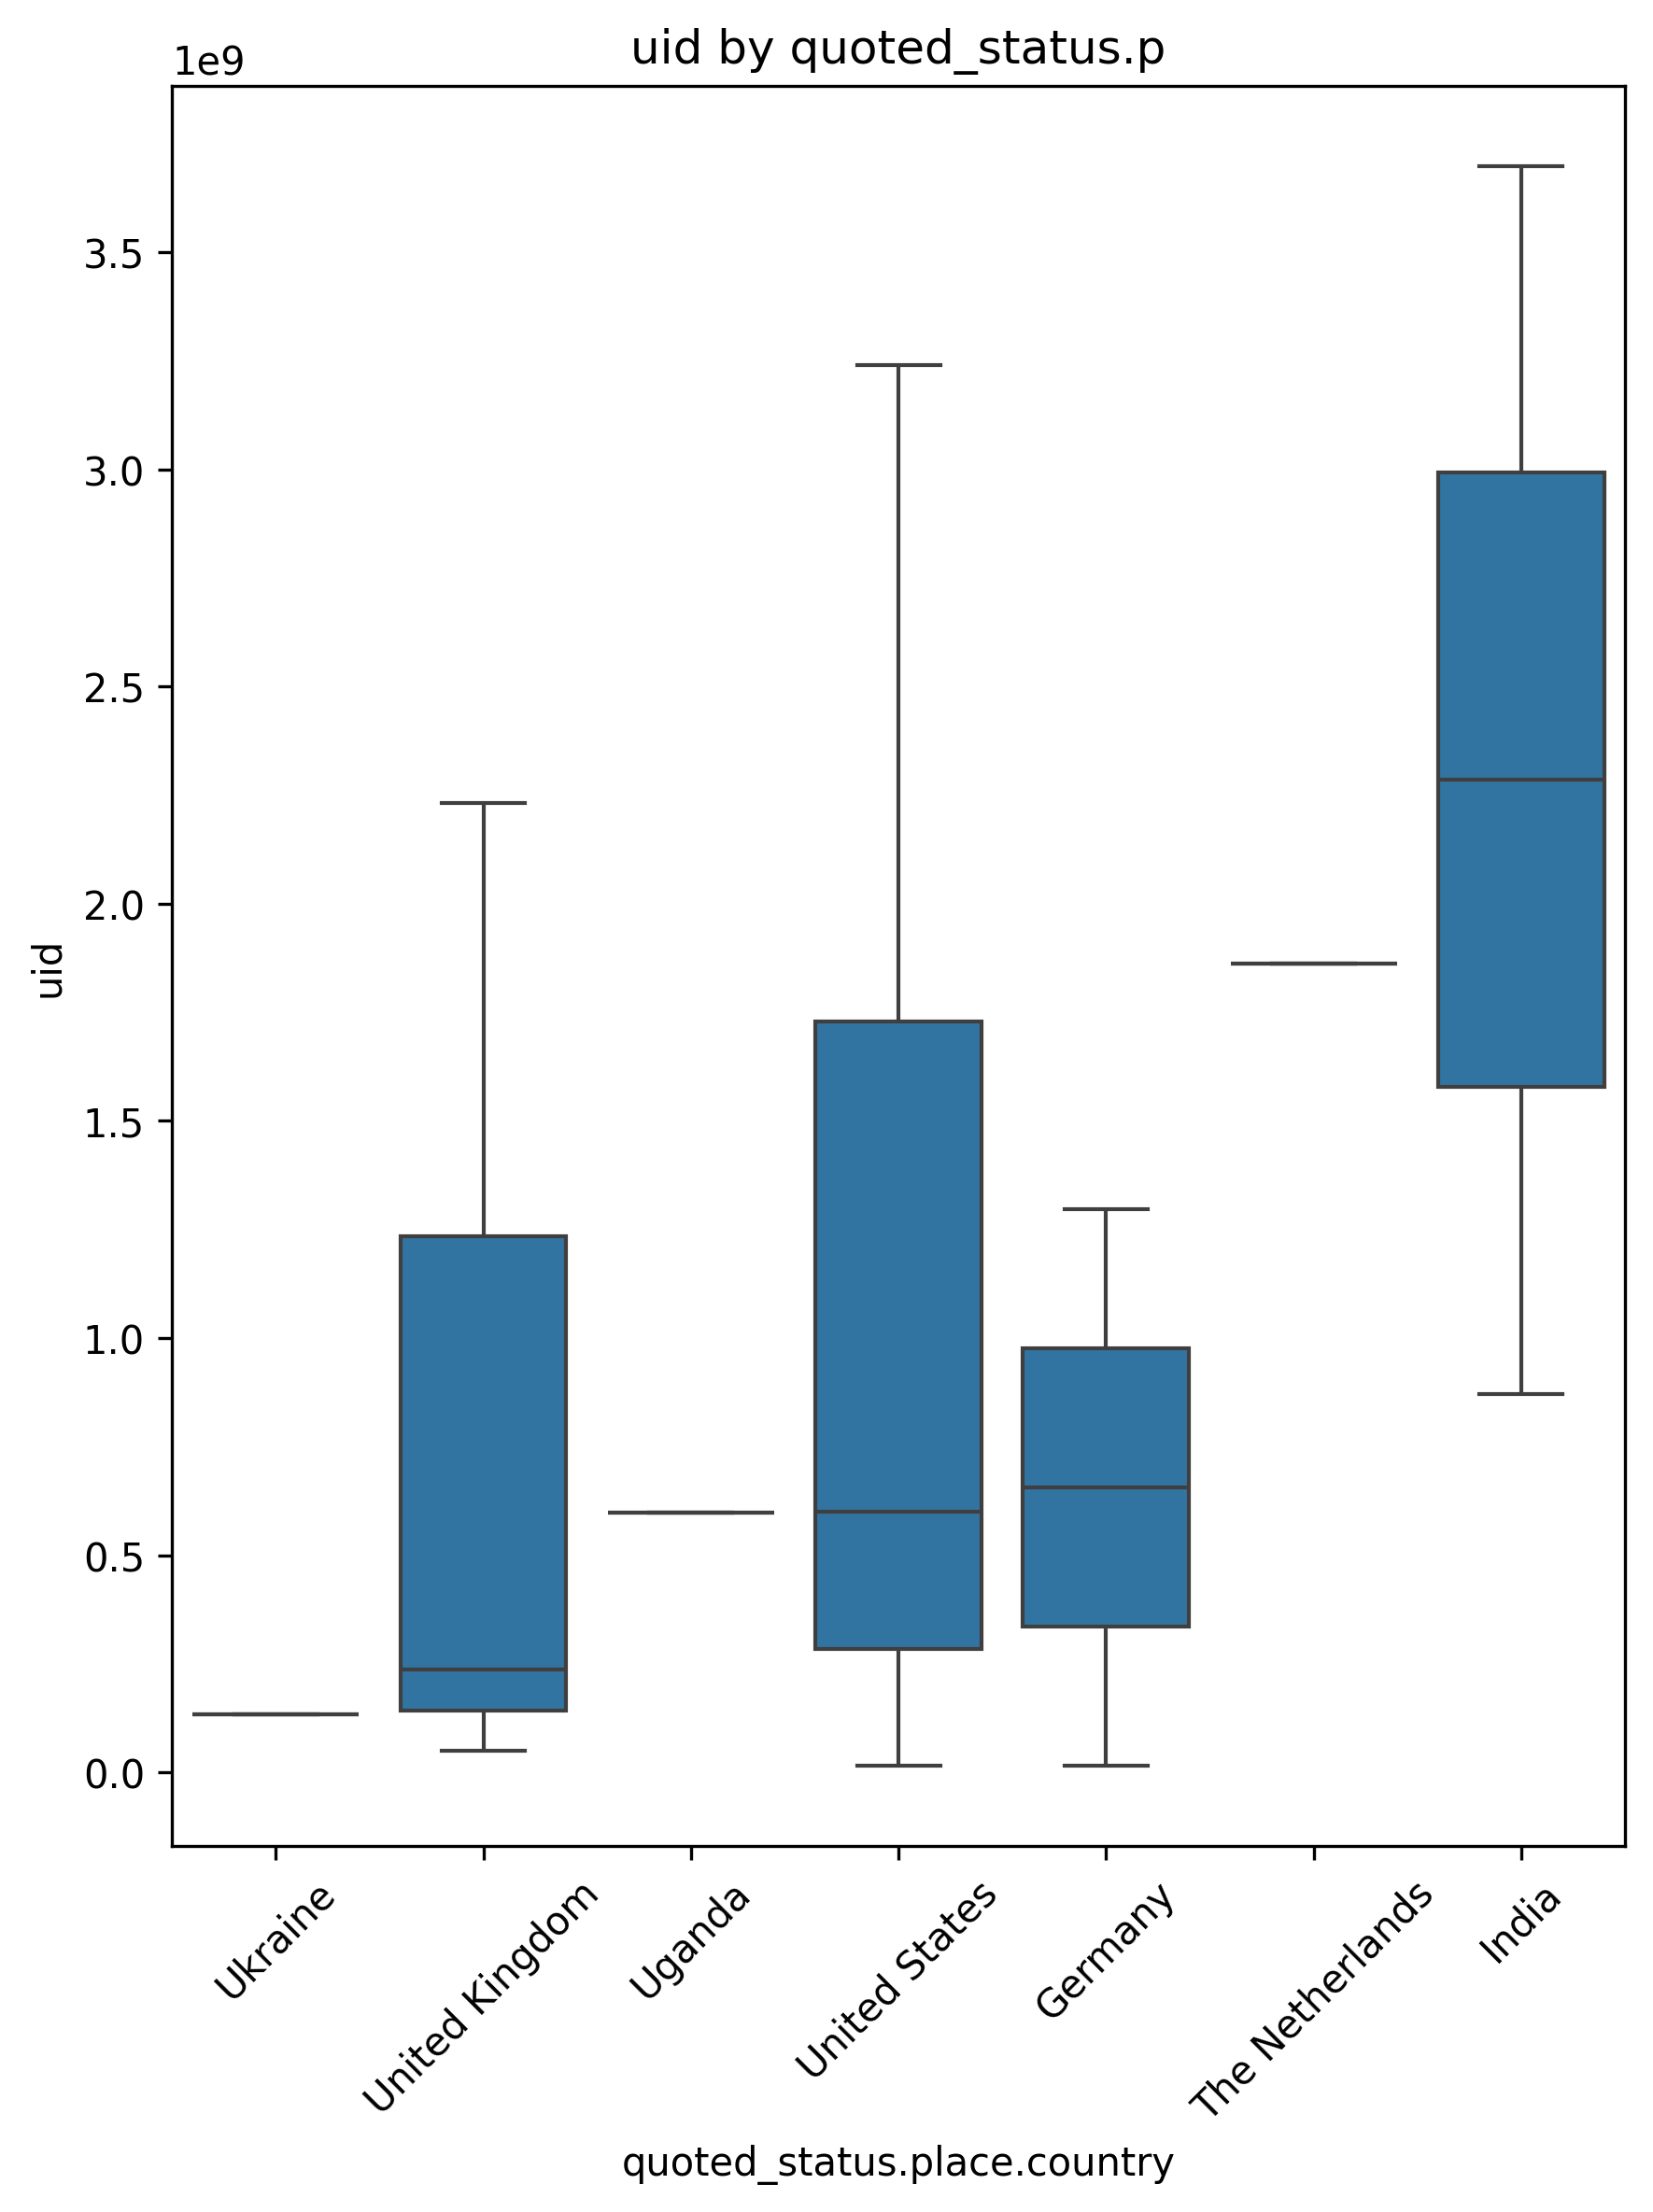 uid by quoted_status.p
1e9
3.5
3.0
2.5
2.0
1.5
1.0
0.5
0.0
uid
Ukraine
United Kingdom
Uganda
United States
Germany
The Netherlands
India
quoted_status.place.country